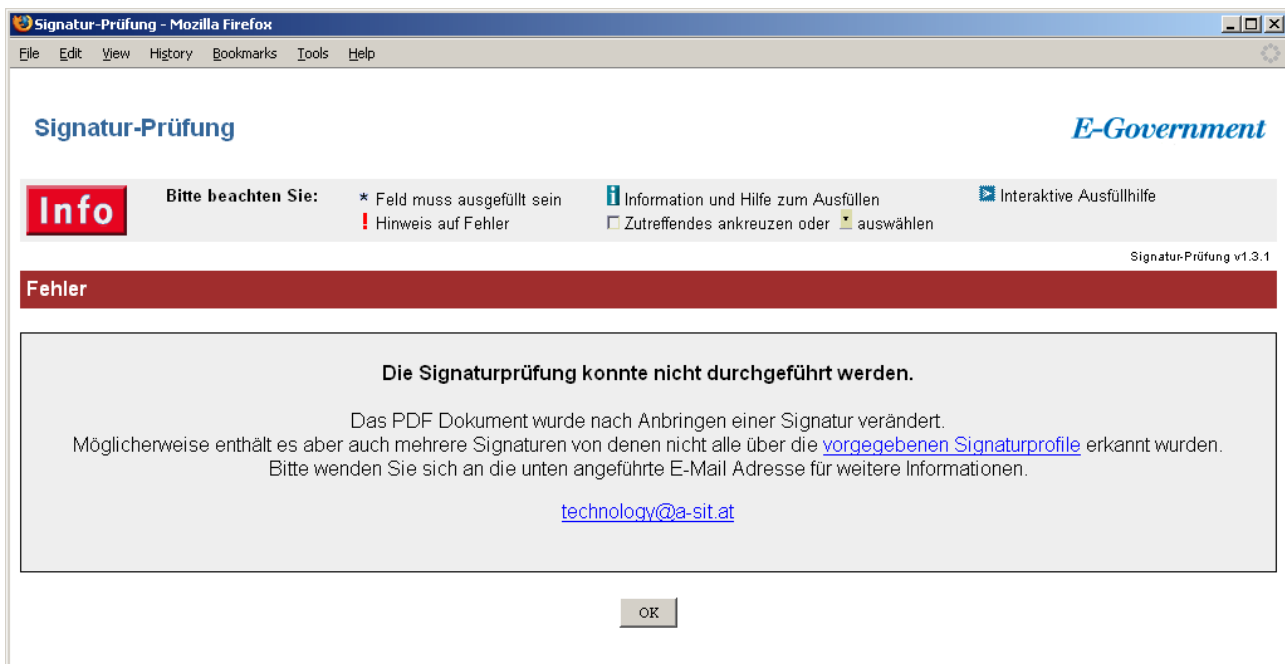 Signatur-Prüfung - Mozilla Firefox
File Edit View History Bookmarks Tools Help
Signatur-Prüfung
E-Government
Info
Bitte beachten Sie:
* Feld muss ausgefüllt sein
! Hinweis auf Fehler
i Information und Hilfe zum Ausfüllen
Zutreffendes ankreuzen oder auswählen
Interaktive Ausfüllhilfe
Signatur-Prüfung v1.3.1
Fehler
Die Signaturprüfung konnte nicht durchgeführt werden.
Das PDF Dokument wurde nach Anbringen einer Signatur verändert.
Möglicherweise enthält es aber auch mehrere Signaturen von denen nicht alle über die vorgegebenen Signaturprofile erkannt wurden.
Bitte wenden Sie sich an die unten angeführte E-Mail Adresse für weitere Informationen.
technology@a-sit.at
OK